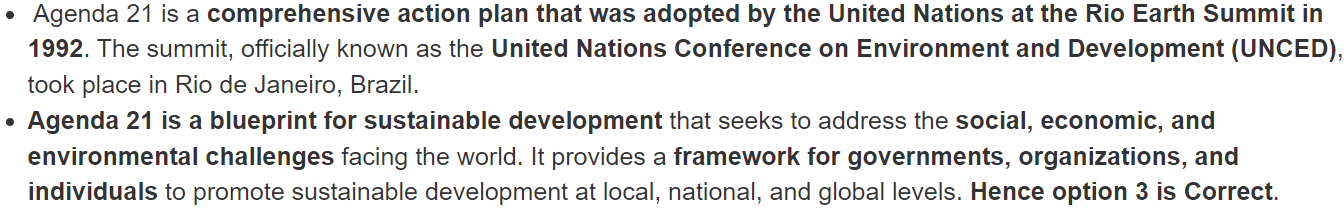 • Agenda 21 is a comprehensive action plan that was adopted by the United Nations at the Rio Earth Summit in
1992. The summit, officially known as the United Nations Conference on Environment and Development (UNCED),
took place in Rio de Janeiro, Brazil.
• Agenda 21 is a blueprint for sustainable development that seeks to address the social, economic, and
environmental challenges facing the world. It provides a framework for governments, organizations, and
individuals to promote sustainable development at local, national, and global levels. Hence option 3 is Correct.